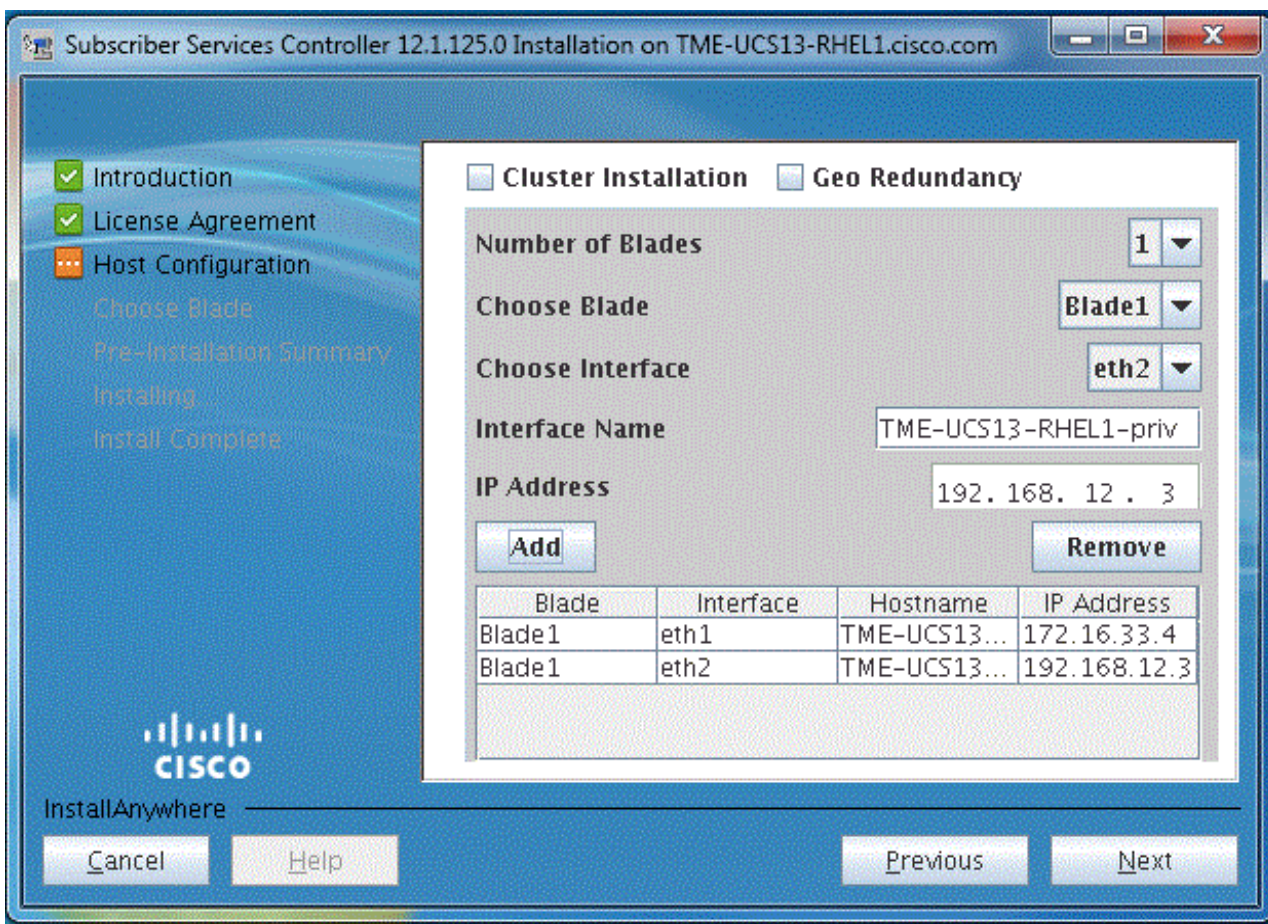 Subscriber Services Controller 12.1.125.0 Installation on TME-UCS13-RHEL1.cisco.com
Introduction
License Agreement
Host Configuration
Choose Blade
Pre-Installation Summary
Installing...
Install Complete
Cluster Installation Geo Redundancy
Number of Blades 1
Choose Blade Blade1
Choose Interface eth2
Interface Name TME-UCS13-RHEL1-priv
IP Address 192. 168. 12 . 3
Add Remove
Blade Interface Hostname IP Address
Blade1 eth1 TME-UCS13... 172.16.33.4
Blade1 eth2 TME-UCS13... 192.168.12.3
CISCO
InstallAnywhere
Cancel Help Previous Next